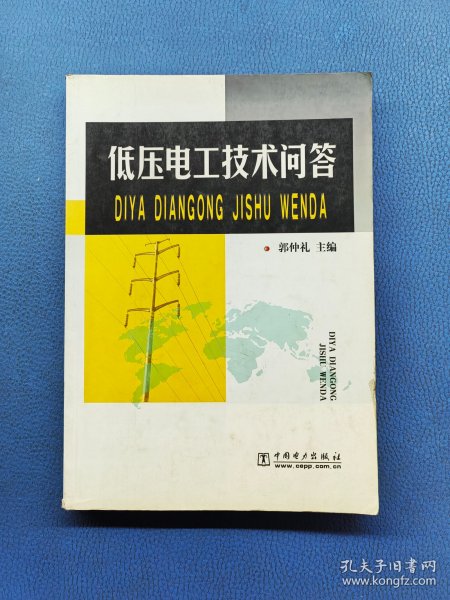 低压电工技术问答
DIYA DIANGONG JISHU WENDA
郭仲礼 主编
DIYA DIANGONG
JISHU WENDA
中国电力出版社
www.cepp.com.cn
孔夫子旧书网
www.kongfz.com